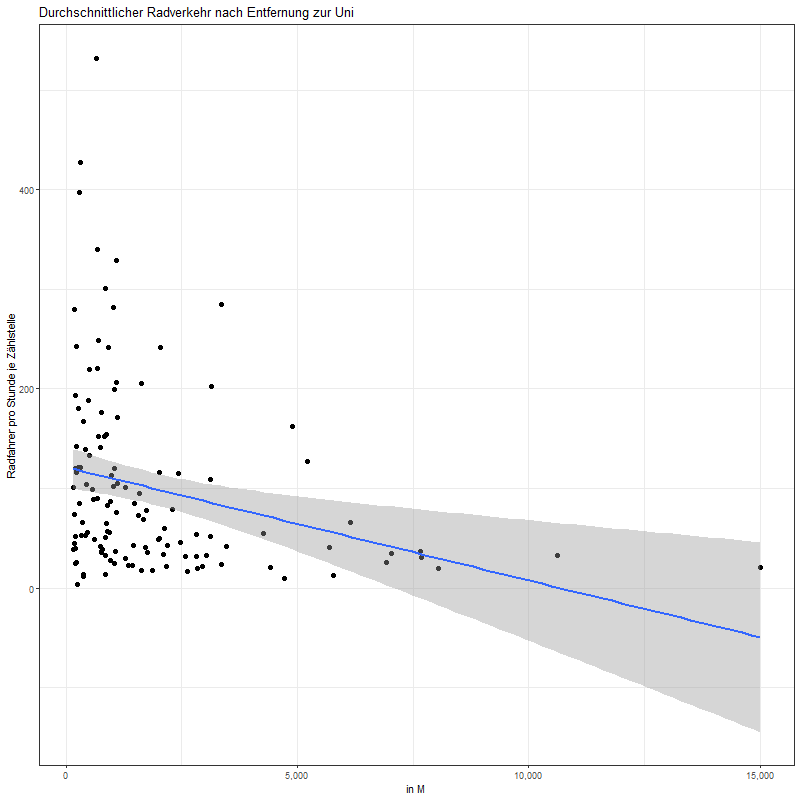 Durchschnittlicher Radverkehr nach Entfernung zur Uni
Radfahrer pro Stunde je Zählstelle
400
200
0
0
5,000
10,000
15,000
in M